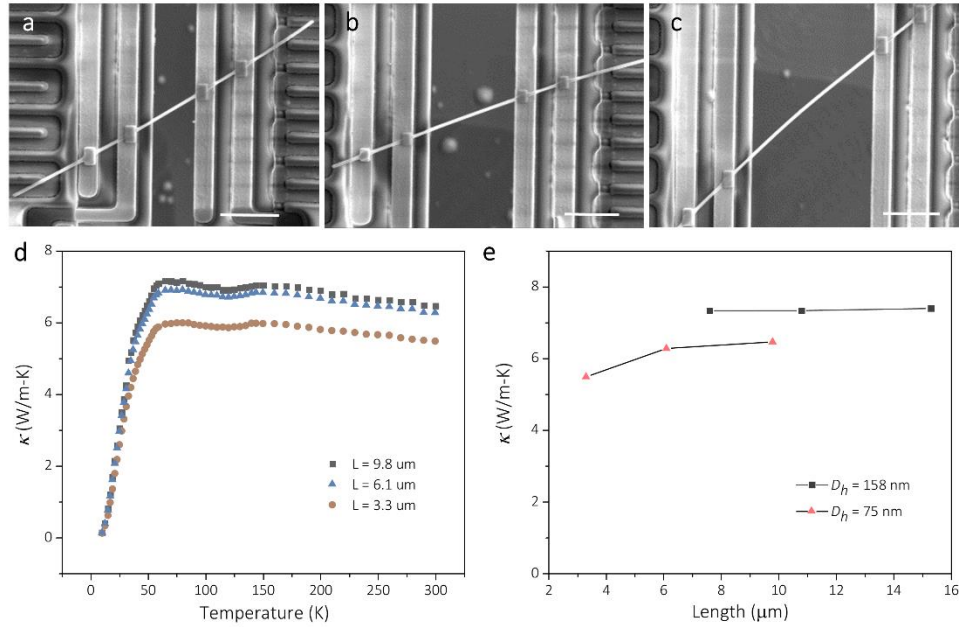 a
b
c
d
8
6
4
2
0
κ (W/m-K)
0 50 100 150 200 250 300
Temperature (K)
L = 9.8 um
L = 6.1 um
L = 3.3 um
e
8
6
4
2
0
κ (W/m-K)
2 4 6 8 10 12 14 16
Length (μm)
Dₕ = 158 nm
Dₕ = 75 nm